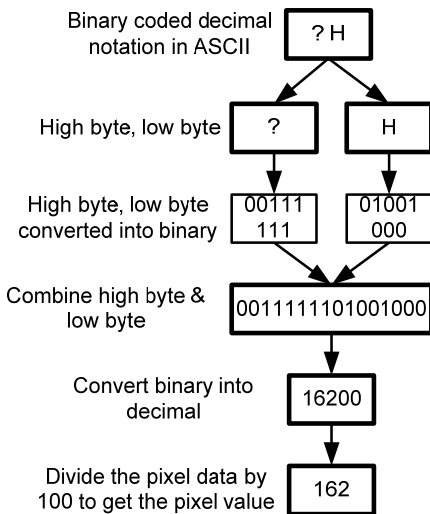 Binary coded decimal
notation in ASCII
? H
High byte, low byte
?
H
High byte, low byte
converted into binary
00111
111
01001
000
Combine high byte &
low byte
0011111101001000
Convert binary into
decimal
16200
Divide the pixel data by
100 to get the pixel value
162